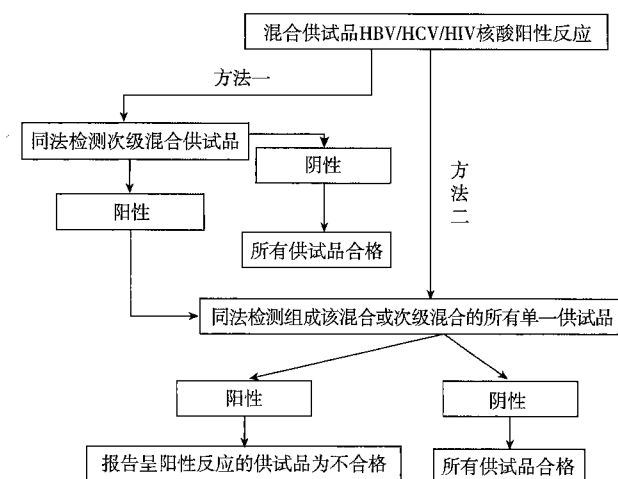 混合供试品HBV/HCV/HIV核酸阳性反应
方法一
同法检测次级混合供试品
阴性
方法二
阳性
所有供试品合格
同法检测组成该混合或次级混合的所有单一供试品
阳性
阴性
报告呈阳性反应的供试品为不合格
所有供试品合格